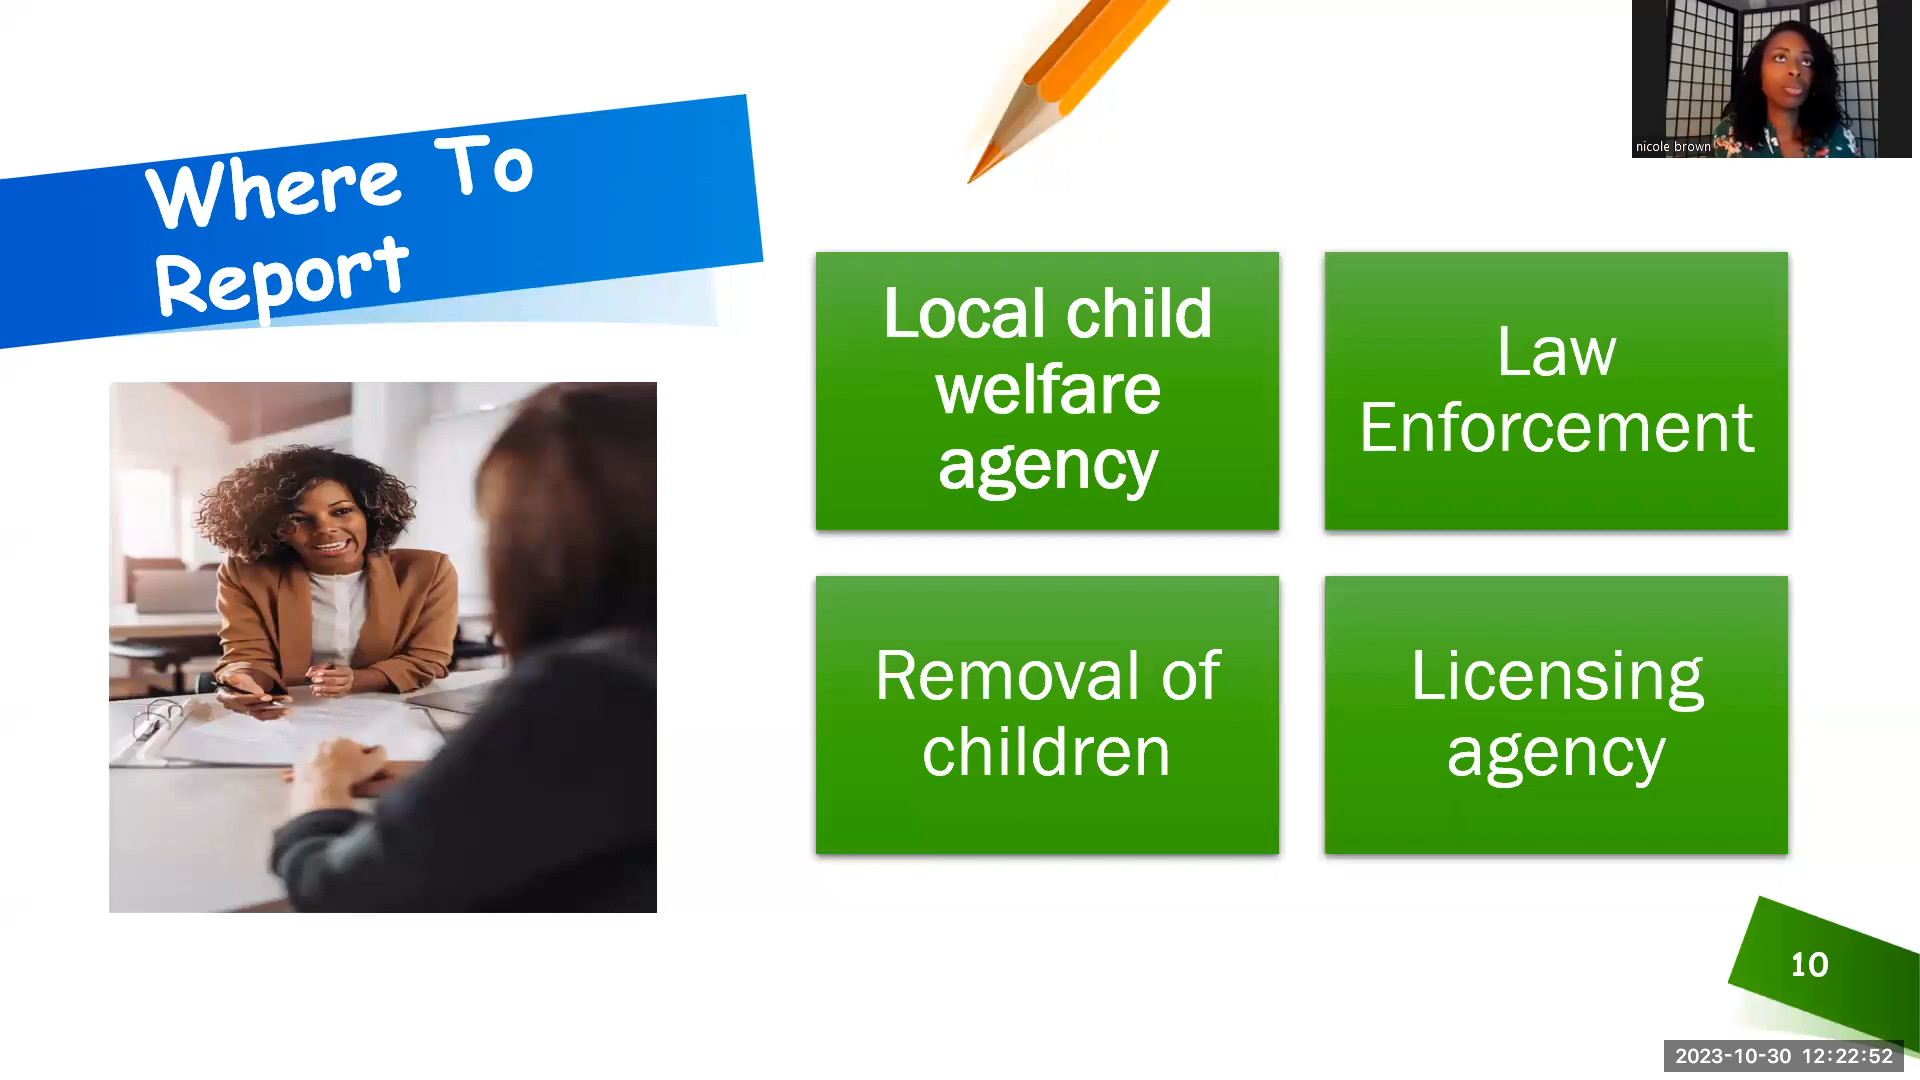 Where To
Report
nicole brown
Local child
welfare
agency
Law
Enforcement
Removal of
children
Licensing
agency
10
2023-10-30 12:22:52